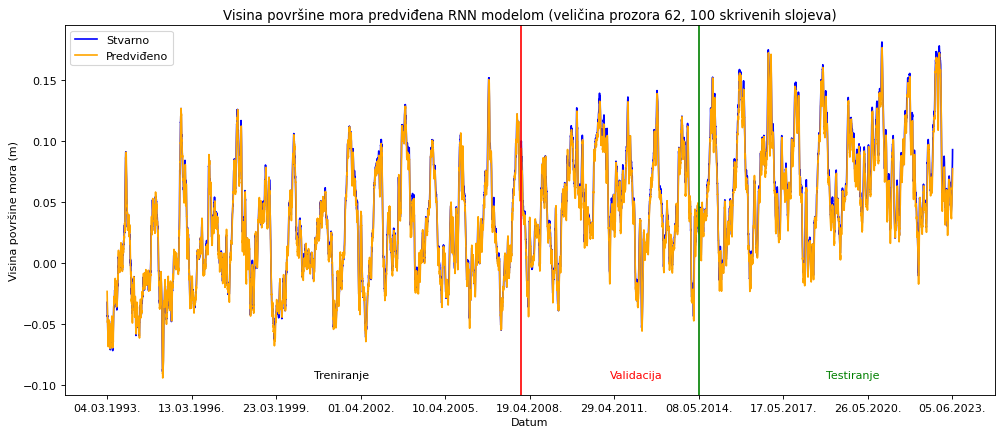 Visina površine mora predviđena RNN modelom (veličina prozora 62, 100 skrivenih slojeva)
Stvarno
Predviđeno
Visina površine mora (m)
0.15
0.10
0.05
0.00
−0.05
−0.10
Treniranje
Validacija
Testiranje
04.03.1993.
13.03.1996.
23.03.1999.
01.04.2002.
10.04.2005.
19.04.2008.
29.04.2011.
08.05.2014.
17.05.2017.
26.05.2020.
05.06.2023.
Datum